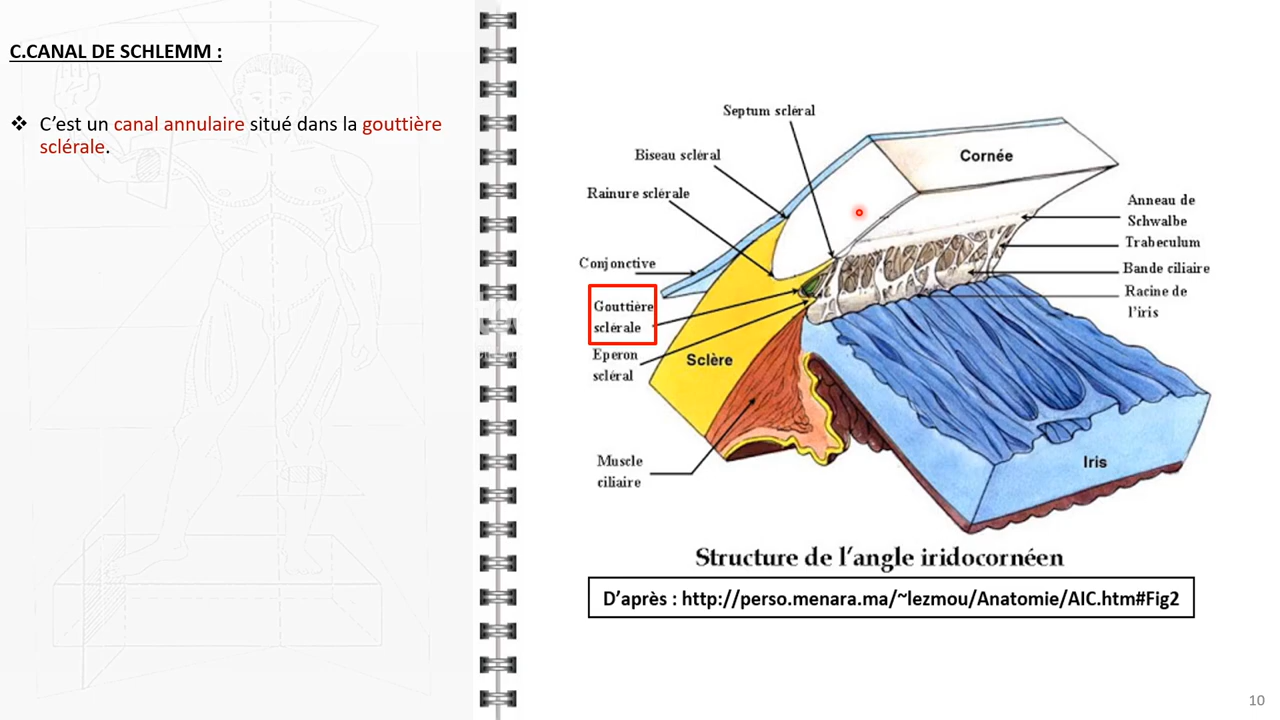 C.CANAL DE SCHLEMM :
❖ C’est un canal annulaire situé dans la gouttière
sclérale.
Septum scléral
Biseau scléral
Cornée
Rainure sclérale
Anneau de
Schwalbe
Trabeculum
Conjonctive
Bande ciliaire
Gouttière
sclérale
Racine de
l’iris
Eperon
scléral
Sclère
Muscle
ciliaire
Iris
Structure de l’angle iridocornéen
D’après : http://perso.menara.ma/~lezmou/Anatomie/AIC.htm#Fig2
10